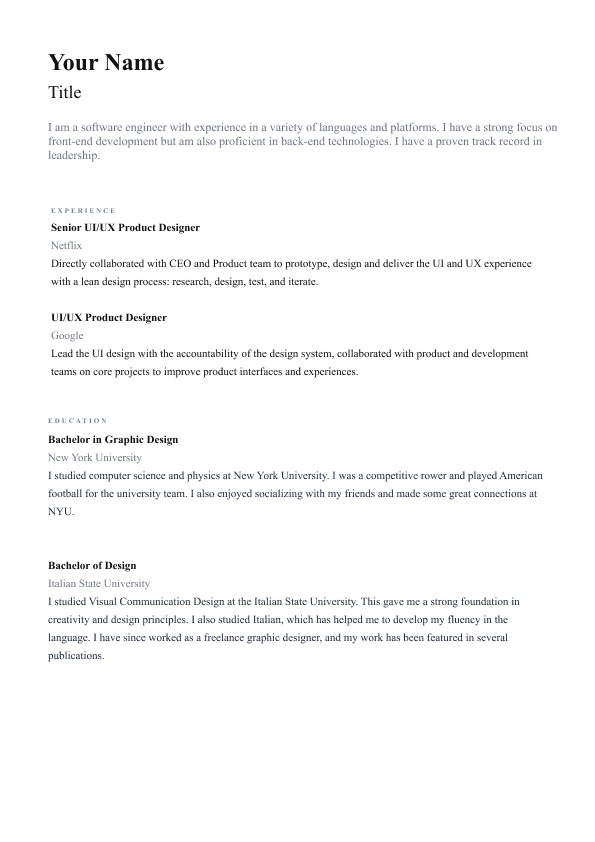 Your Name
Title
I am a software engineer with experience in a variety of languages and platforms. I have a strong focus on
front-end development but am also proficient in back-end technologies. I have a proven track record in
leadership.
EXPERIENCE
Senior UI/UX Product Designer
Netflix
Directly collaborated with CEO and Product team to prototype, design and deliver the UI and UX experience
with a lean design process: research, design, test, and iterate.
UI/UX Product Designer
Google
Lead the UI design with the accountability of the design system, collaborated with product and development
teams on core projects to improve product interfaces and experiences.
EDUCATION
Bachelor in Graphic Design
New York University
I studied computer science and physics at New York University. I was a competitive rower and played American
football for the university team. I also enjoyed socializing with my friends and made some great connections at
NYU.
Bachelor of Design
Italian State University
I studied Visual Communication Design at the Italian State University. This gave me a strong foundation in
creativity and design principles. I also studied Italian, which has helped me to develop my fluency in the
language. I have since worked as a freelance graphic designer, and my work has been featured in several
publications.